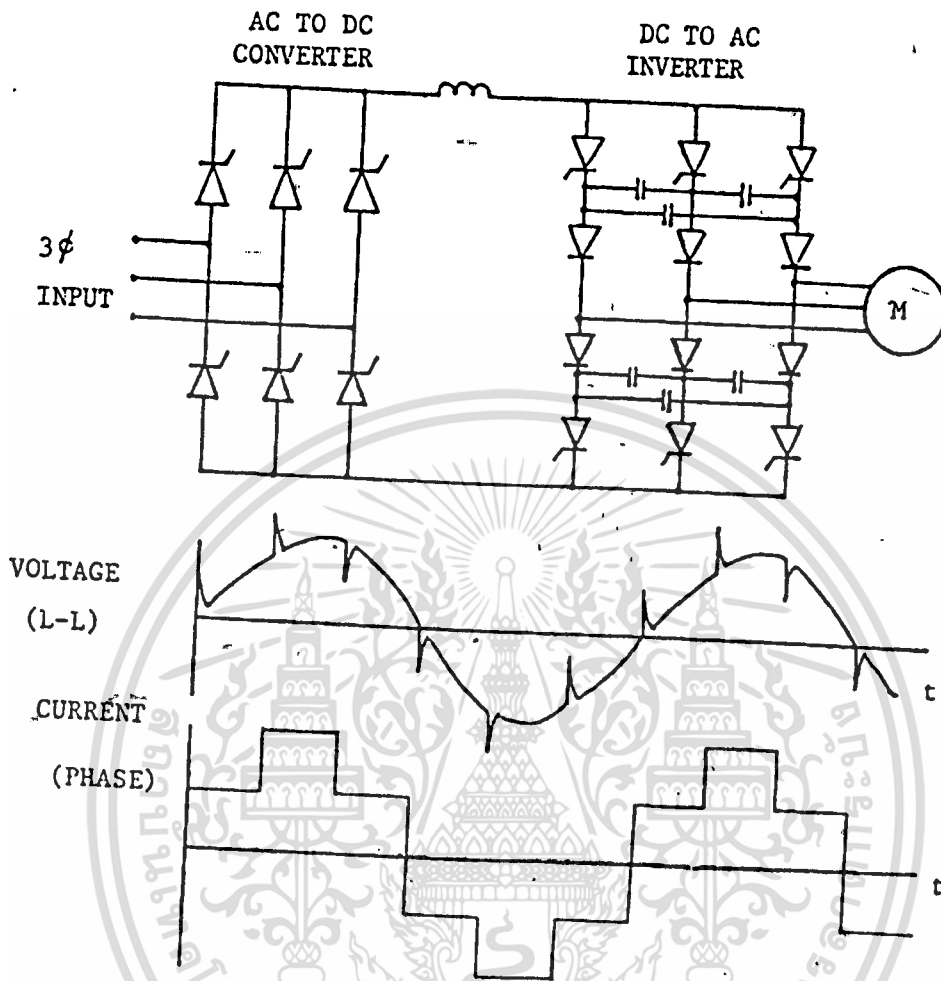 AC TO DC
CONVERTER
DC TO AC
INVERTER
3ϕ
INPUT
M
VOLTAGE
(L-L)
t
CURRENT
(PHASE)
t